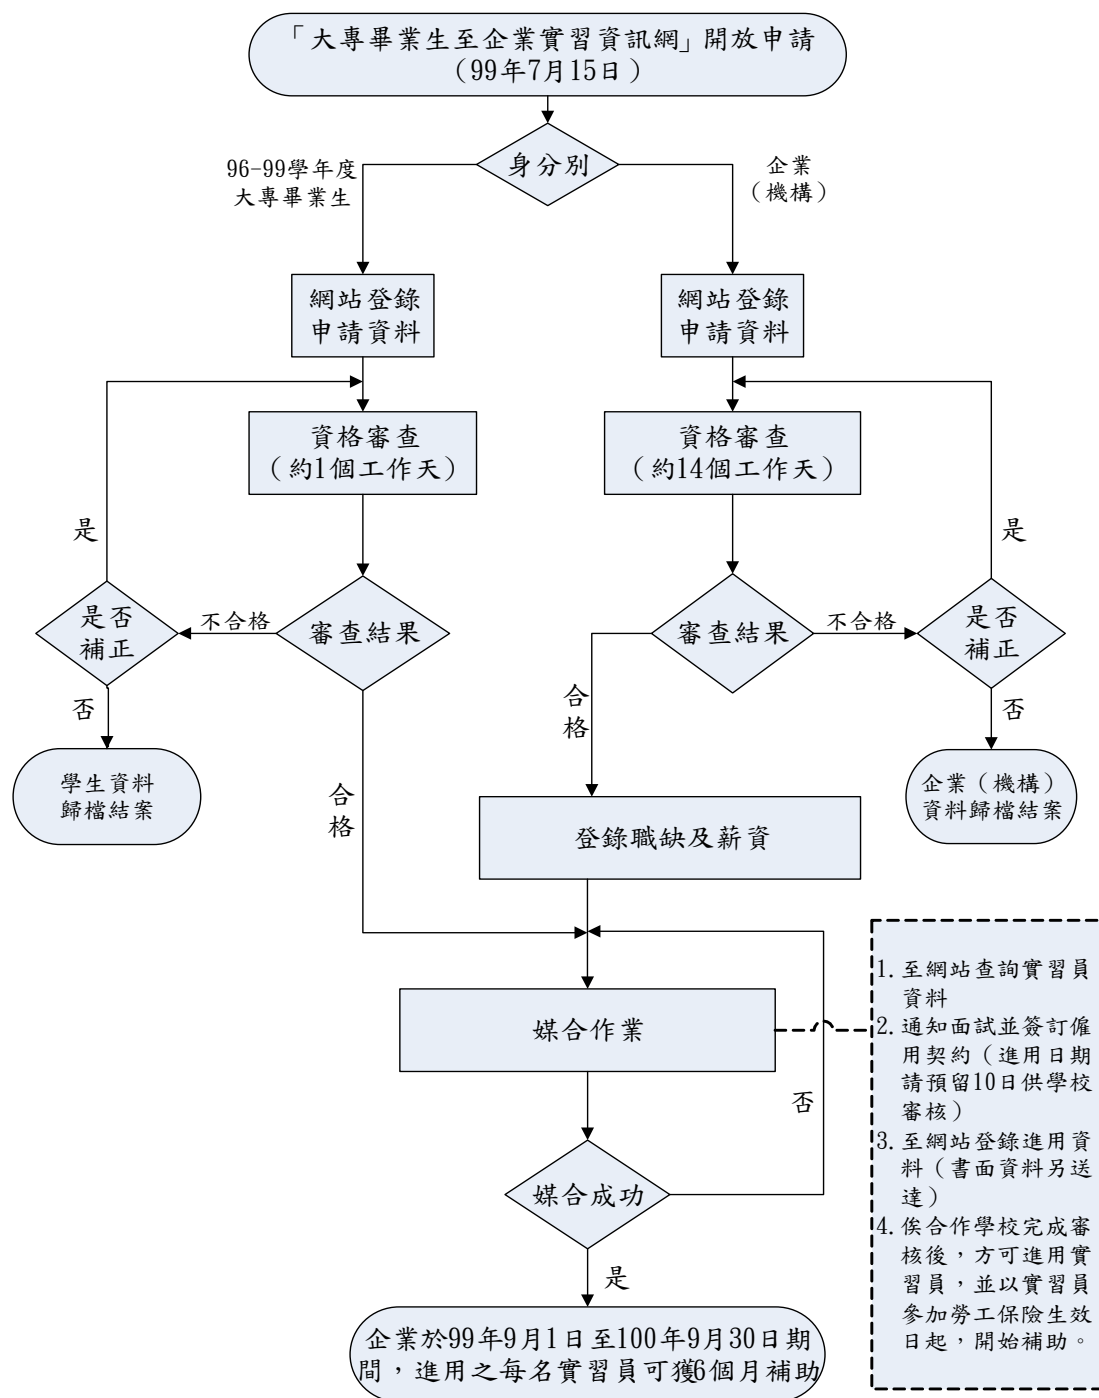 「大專畢業生至企業實習資訊網」開放申請
（99年7月15日）
身分別
96-99學年度
大專畢業生
企業
（機構）
網站登錄
申請資料
網站登錄
申請資料
資格審查
（約1個工作天）
資格審查
（約14個工作天）
是
是
是否
補正
不合格
審查結果
審查結果
不合格
是否
補正
否
合
格
否
學生資料
歸檔結案
合
格
企業（機構）
資料歸檔結案
登錄職缺及薪資
媒合作業
1. 至網站查詢實習員
資料
2. 通知面試並簽訂僱
用契約（進用日期
請預留10日供學校
審核）
3. 至網站登錄進用資
料（書面資料另送
達）
4. 俟合作學校完成審
核後，方可進用實
習員，並以實習員
參加勞工保險生效
日起，開始補助。
否
媒合成功
是
企業於99年9月1日至100年9月30日期
間，進用之每名實習員可獲6個月補助